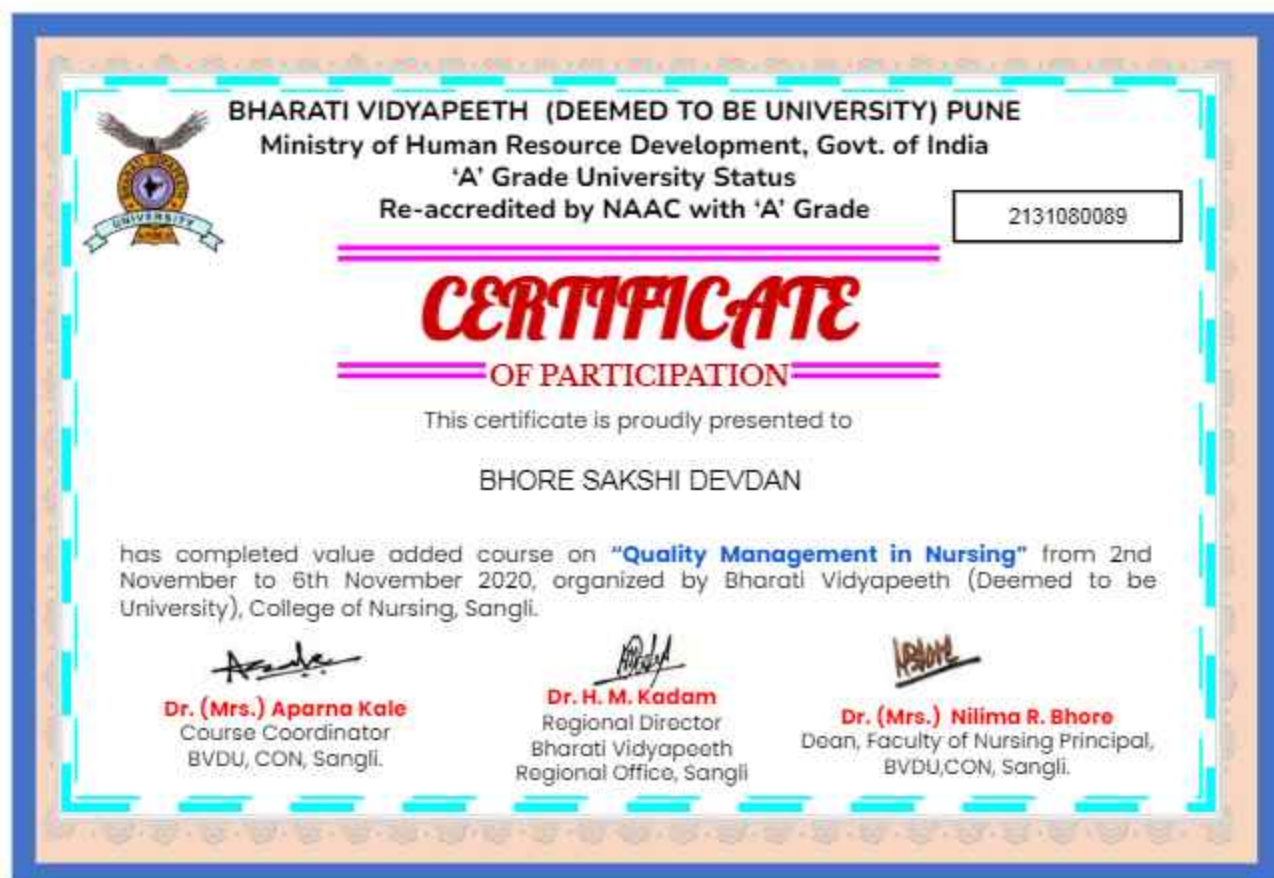 BHARATI VIDYAPEETH (DEEMED TO BE UNIVERSITY) PUNE
Ministry of Human Resource Development, Govt. of India
‘A’ Grade University Status
Re-accredited by NAAC with ‘A’ Grade
2131080089
BHARATI VIDYAPEETH
UNIVERSITY
CERTIFICATE
OF PARTICIPATION
This certificate is proudly presented to
BHORE SAKSHI DEVDAN
has completed value added course on “Quality Management in Nursing” from 2nd
November to 6th November 2020, organized by Bharati Vidyapeeth (Deemed to be
University), College of Nursing, Sangli.
Dr. (Mrs.) Aparna Kale
Course Coordinator
BVDU, CON, Sangli.
Dr. H. M. Kadam
Regional Director
Bharati Vidyapeeth
Regional Office, Sangli
Dr. (Mrs.) Nilima R. Bhore
Dean, Faculty of Nursing Principal,
BVDU,CON, Sangli.